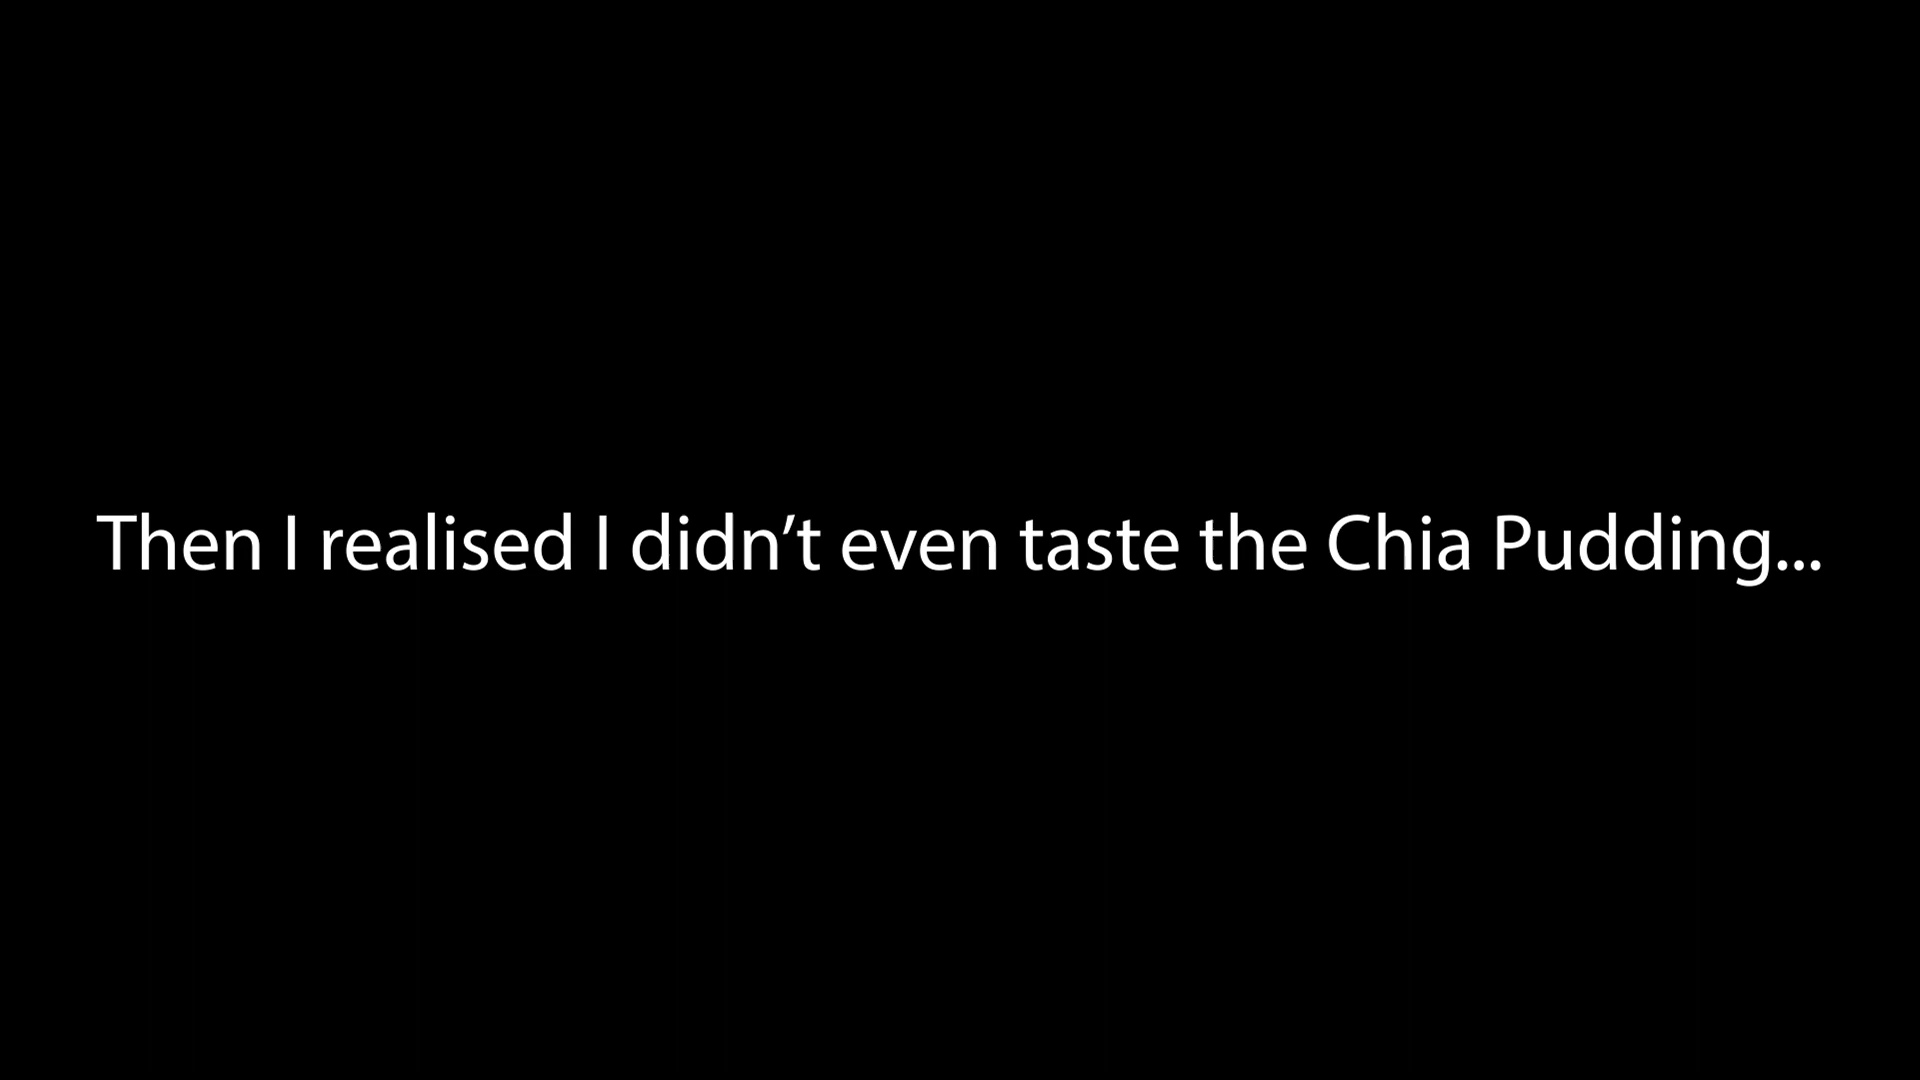 Then I realised I didn’t even taste the Chia Pudding...